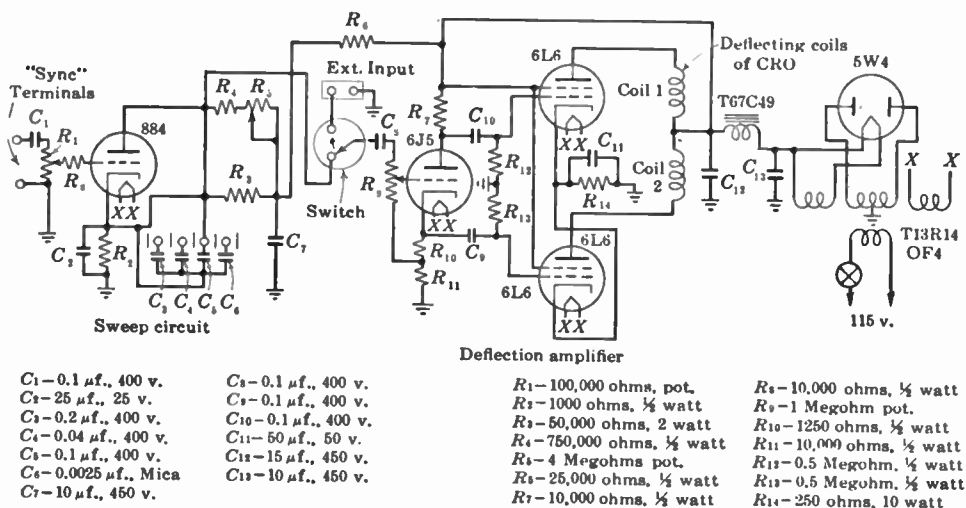 "Sync"
Terminals
C1
R1
R8
884
XX
C2
R2
C3 C4 C5 C6
Sweep circuit
R4
R5
R3
C7
R6
Ext. Input
Switch
C8
R9
6J5
XX
R7
C10
R10
R11
C9
R12
R13
6L6
XX
C11
R14
6L6
6L6
XX
Deflection amplifier
Coil 1
Coil 2
Deflecting coils
of CRO
T67C49
C12
C13
5W4
X X
T13R14
OF4
115 v.
C1–0.1 μf., 400 v.
C2–25 μf., 25 v.
C3–0.2 μf., 400 v.
C4–0.04 μf., 400 v.
C5–0.1 μf., 400 v.
C6–0.0025 μf., Mica
C7–10 μf., 450 v.
C8–0.1 μf., 400 v.
C9–0.1 μf., 400 v.
C10–0.1 μf., 400 v.
C11–50 μf., 50 v.
C12–15 μf., 450 v.
C13–10 μf., 450 v.
R1–100,000 ohms, pot.
R2–1000 ohms, ½ watt
R3–50,000 ohms, 2 watt
R4–750,000 ohms, ½ watt
R5–4 Megohms pot.
R6–25,000 ohms, ½ watt
R7–10,000 ohms, ½ watt
R8–10,000 ohms, ½ watt
R9–1 Megohm pot.
R10–1250 ohms, ½ watt
R11–10,000 ohms, ½ watt
R12–0.5 Megohm, ½ watt
R13–0.5 Megohm, ½ watt
R14–250 ohms, 10 watt